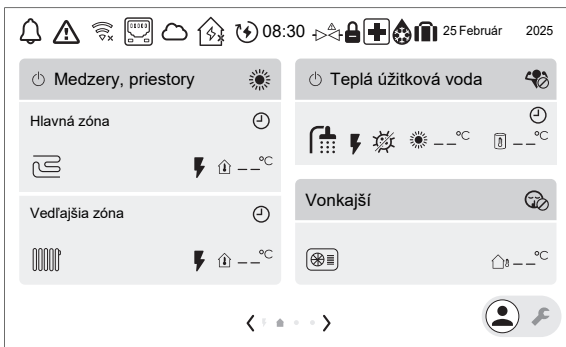 08:30 25 Február 2025
Medzery, priestory
Hlavná zóna
_ _°C
Vedľajšia zóna
_ _°C
Teplá úžitková voda
_ _°C _ _°C
Vonkajší
_ _°C